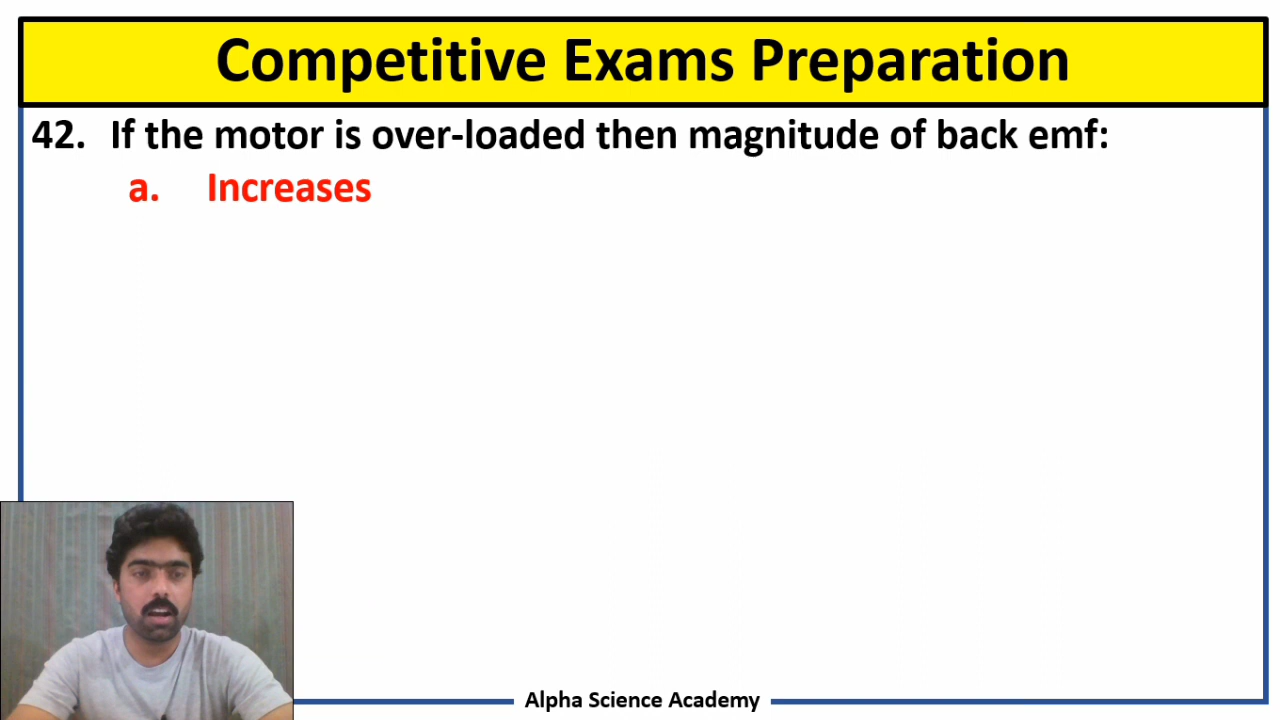 Competitive Exams Preparation
42. If the motor is over-loaded then magnitude of back emf:
a. Increases
Alpha Science Academy